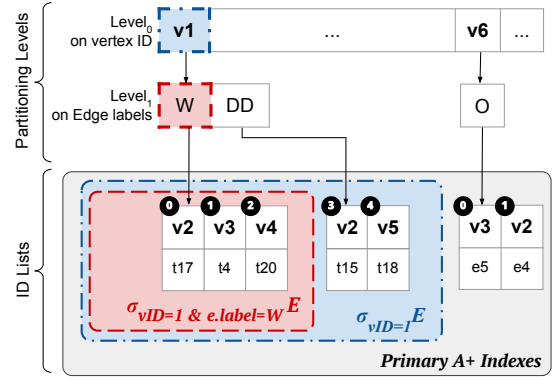 Partitioning Levels
Level0
on vertex ID
v1
...
v6
...
Level1
on Edge labels
W
DD
O
ID Lists
0 1 2 3 4 0 1
v2 v3 v4 v2 v5 v3 v2
t17 t4 t20 t15 t18 e5 e4
σvID=1 & e.label=W E
σvID=1E
Primary A+ Indexes